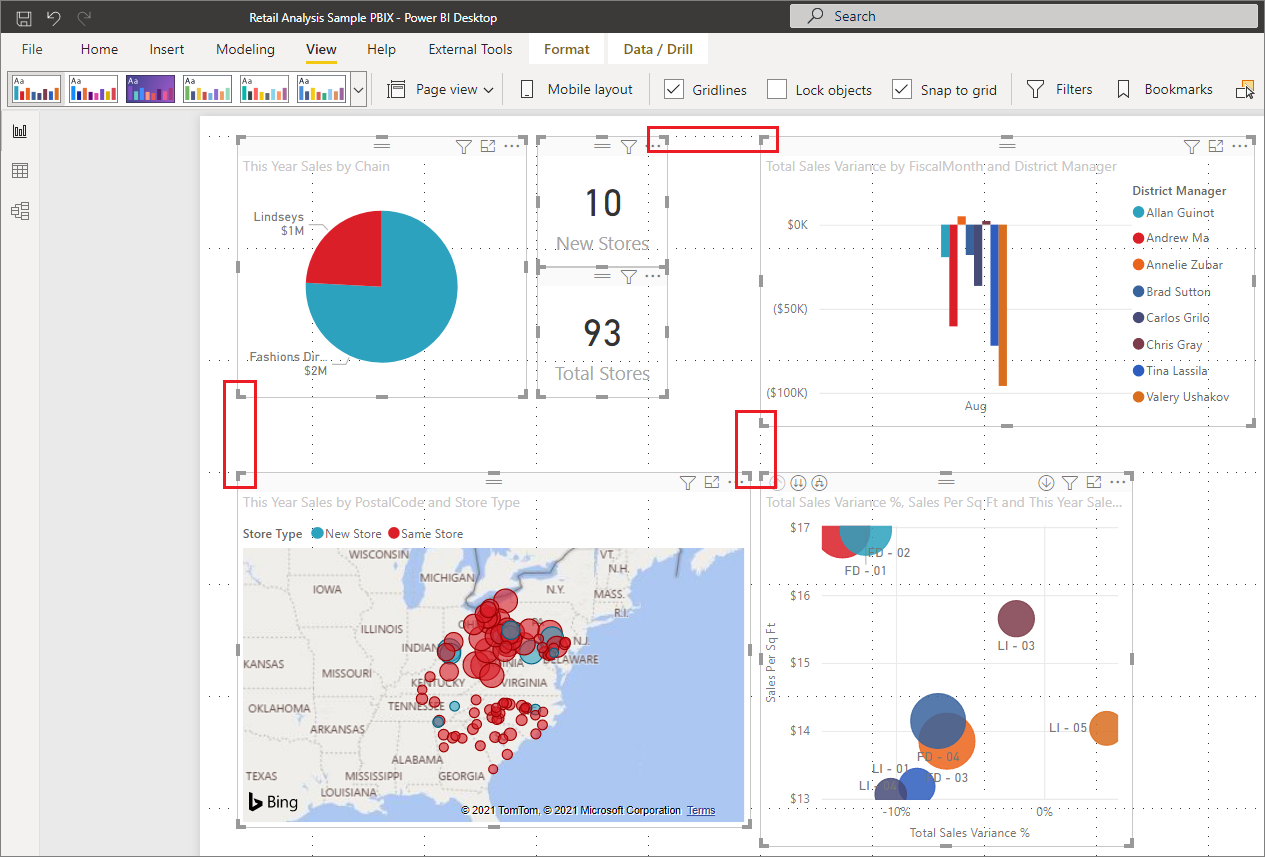 Retail Analysis Sample PBIX - Power BI Desktop
Search
File Home Insert Modeling View Help External Tools Format Data / Drill
Aa Aa Aa Aa Aa Aa
Page view Mobile layout Gridlines Lock objects Snap to grid Filters Bookmarks
This Year Sales by Chain
Lindseys
$1M
Fashions Dir...
$2M
10
New Stores
93
Total Stores
Total Sales Variance by FiscalMonth and District Manager
$0K
($50K)
($100K)
Aug
District Manager
Allan Guinot
Andrew Ma
Annelie Zubar
Brad Sutton
Carlos Grilo
Chris Gray
Tina Lassila
Valery Ushakov
This Year Sales by PostalCode and Store Type
Store Type New Store Same Store
WISCONSIN
VT.
N.H.
MICHIGAN
IOWA
N.Y.
MASS.
R.I.
ILLINOIS
N.J.
KANSAS
DELAWARE
MISSOURI
KENTUCKY
VIRGINIA
OKLAHOMA
TENNESSEE
ARKANSAS
ALABAMA
TEXAS
MISSISSIPPI
GEORGIA
LOUISIANA
Bing
© 2021 TomTom, © 2021 Microsoft Corporation Terms
Total Sales Variance %, Sales Per Sq Ft and This Year Sale...
Sales Per Sq Ft
$17
$16
$15
$14
$13
FD - 02
FD - 01
LI - 03
LI - 05
FD - 04
LI - 01
FD - 03
-10%
0%
Total Sales Variance %